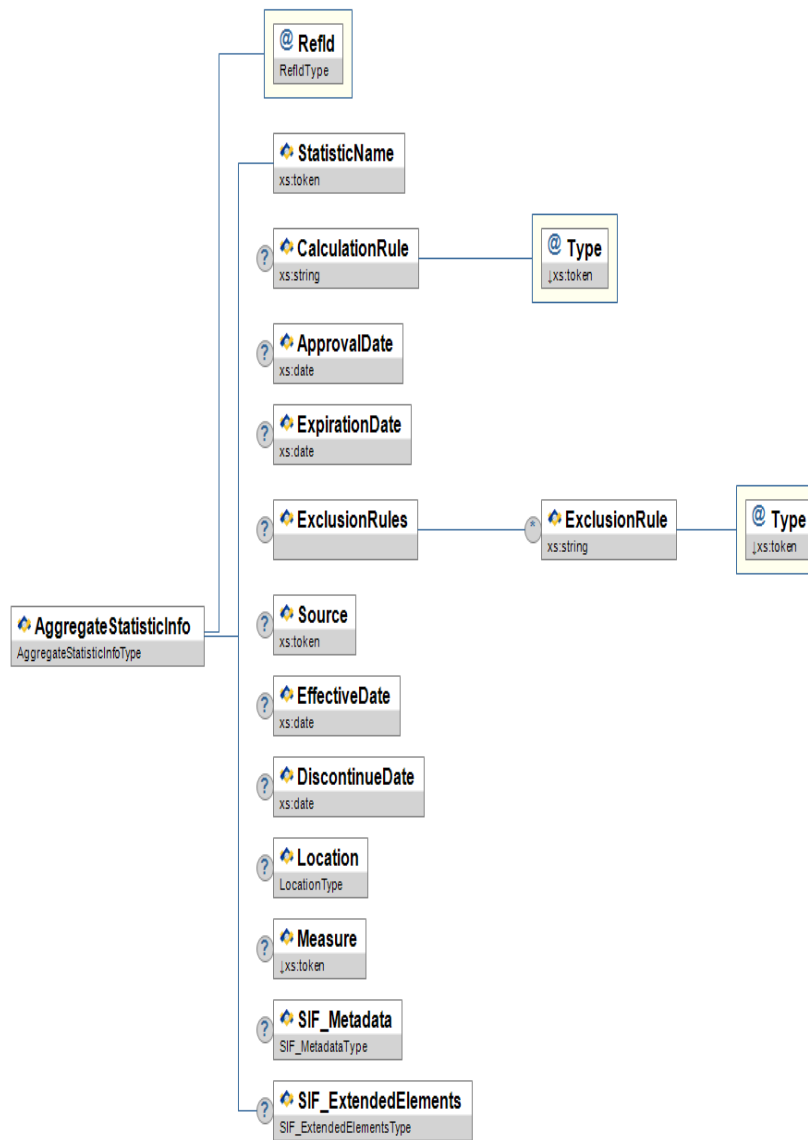 @ RefId
RefIdType
StatisticName
xs:token
? CalculationRule
xs:string
@ Type
↓xs:token
? ApprovalDate
xs:date
? ExpirationDate
xs:date
? ExclusionRules
* ExclusionRule
xs:string
@ Type
↓xs:token
AggregateStatisticInfo
AggregateStatisticInfoType
? Source
xs:token
? EffectiveDate
xs:date
? DiscontinueDate
xs:date
? Location
LocationType
? Measure
↓xs:token
? SIF_Metadata
SIF_MetadataType
? SIF_ExtendedElements
SIF_ExtendedElementsType